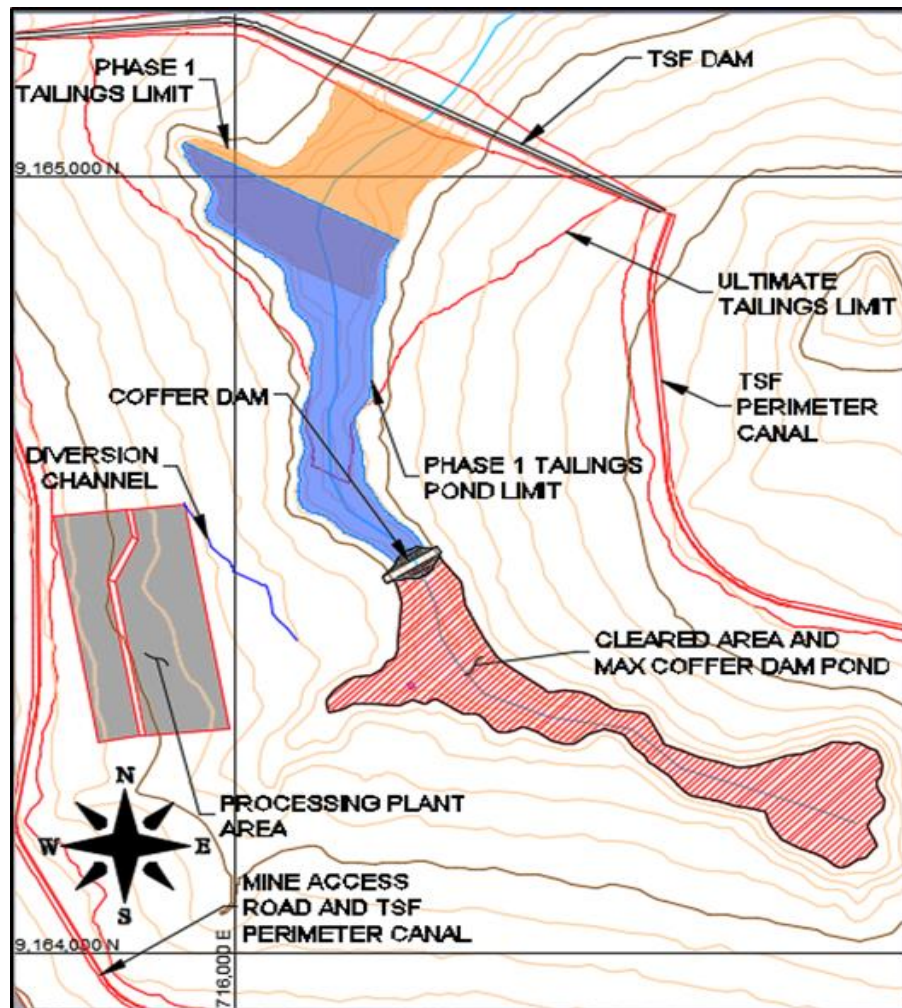 PHASE 1
TAILINGS LIMIT
TSF DAM
9,165,000 N
ULTIMATE
TAILINGS LIMIT
TSF
PERIMETER
CANAL
COFFER DAM
DIVERSION
CHANNEL
PHASE 1 TAILINGS
POND LIMIT
CLEARED AREA AND
MAX COFFER DAM POND
PROCESSING PLANT
AREA
N
W
E
S
MINE ACCESS
ROAD AND TSF
PERIMETER CANAL
9,164,000 N
716,000 E